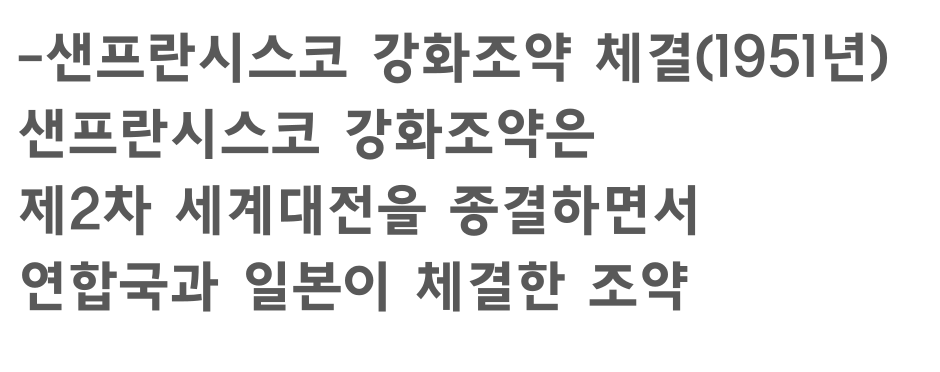 -샌프란시스코 강화조약 체결(1951년)
샌프란시스코 강화조약은
제2차 세계대전을 종결하면서
연합국과 일본이 체결한 조약